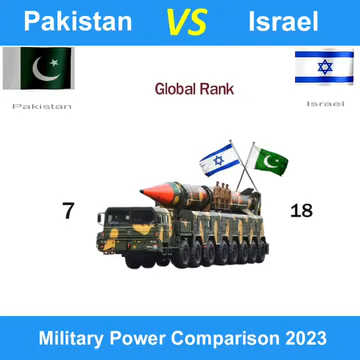 Pakistan VS Israel
Pakistan
Israel
Global Rank
7
18
Military Power Comparison 2023